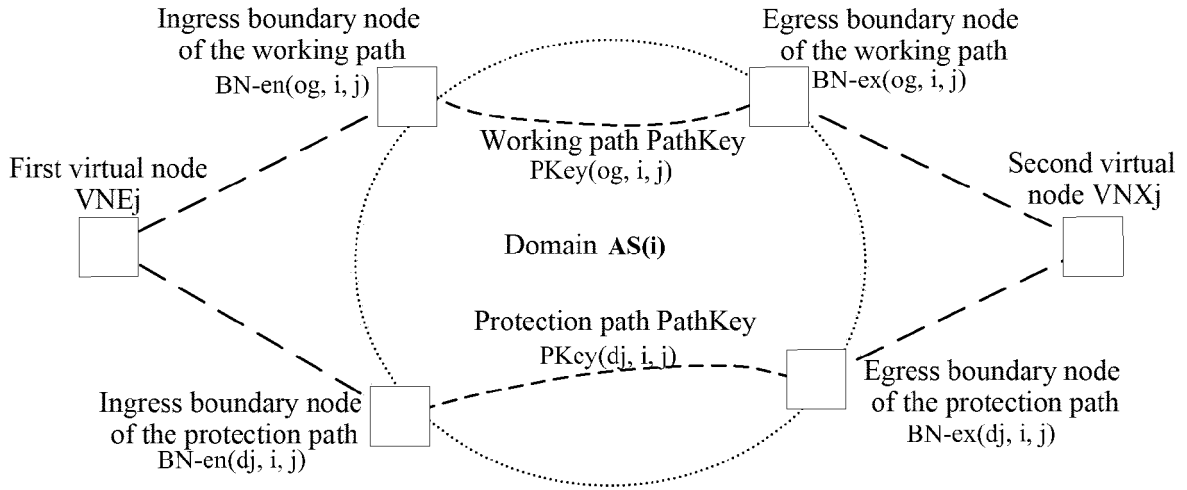 Ingress boundary node
of the working path
BN-en(og, i, j)
Egress boundary node
of the working path
BN-ex(og, i, j)
Working path PathKey
PKey(og, i, j)
First virtual node
VNEj
Second virtual
node VNXj
Domain AS(i)
Protection path PathKey
PKey(dj, i, j)
Ingress boundary node
of the protection path
BN-en(dj, i, j)
Egress boundary node
of the protection path
BN-ex(dj, i, j)